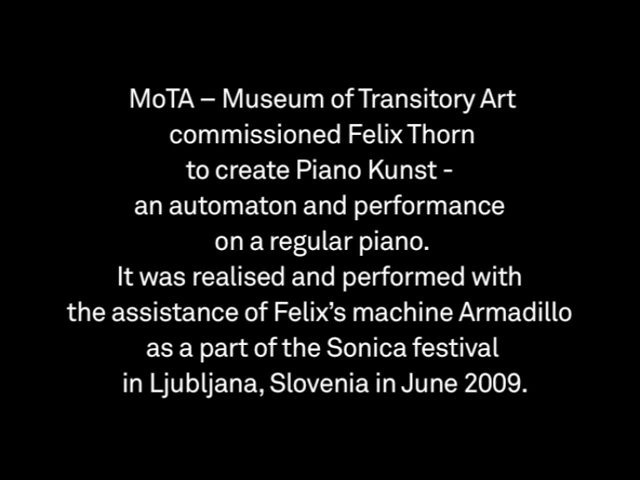 MoTA – Museum of Transitory Art
commissioned Felix Thorn
to create Piano Kunst -
an automaton and performance
on a regular piano.
It was realised and performed with
the assistance of Felix’s machine Armadillo
as a part of the Sonica festival
in Ljubljana, Slovenia in June 2009.